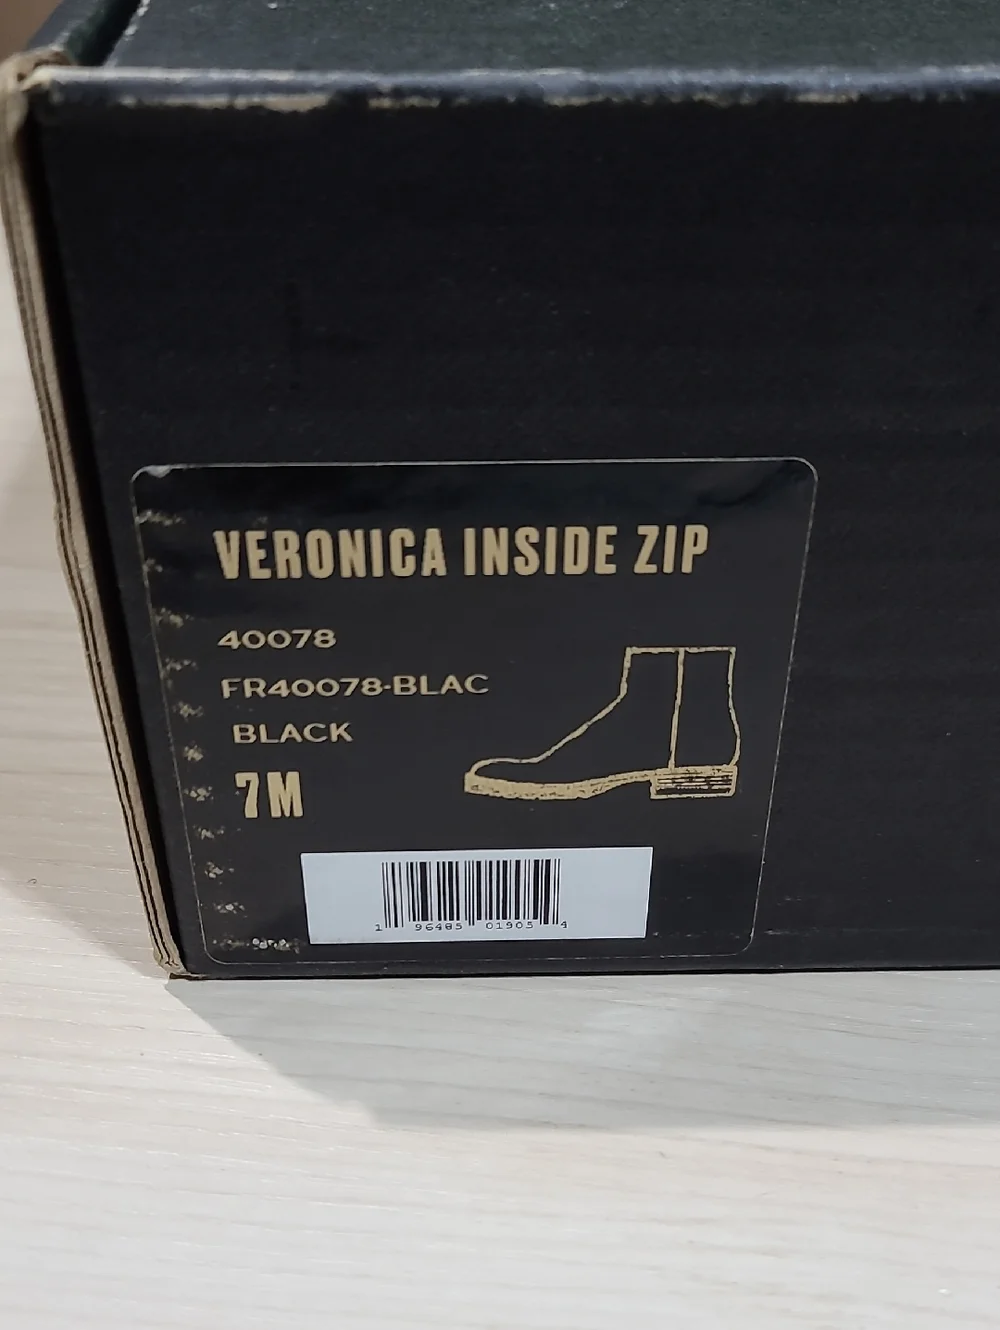 VERONICA INSIDE ZIP
40078
FR40078-BLAC
BLACK
7M
1 96485 01905 4